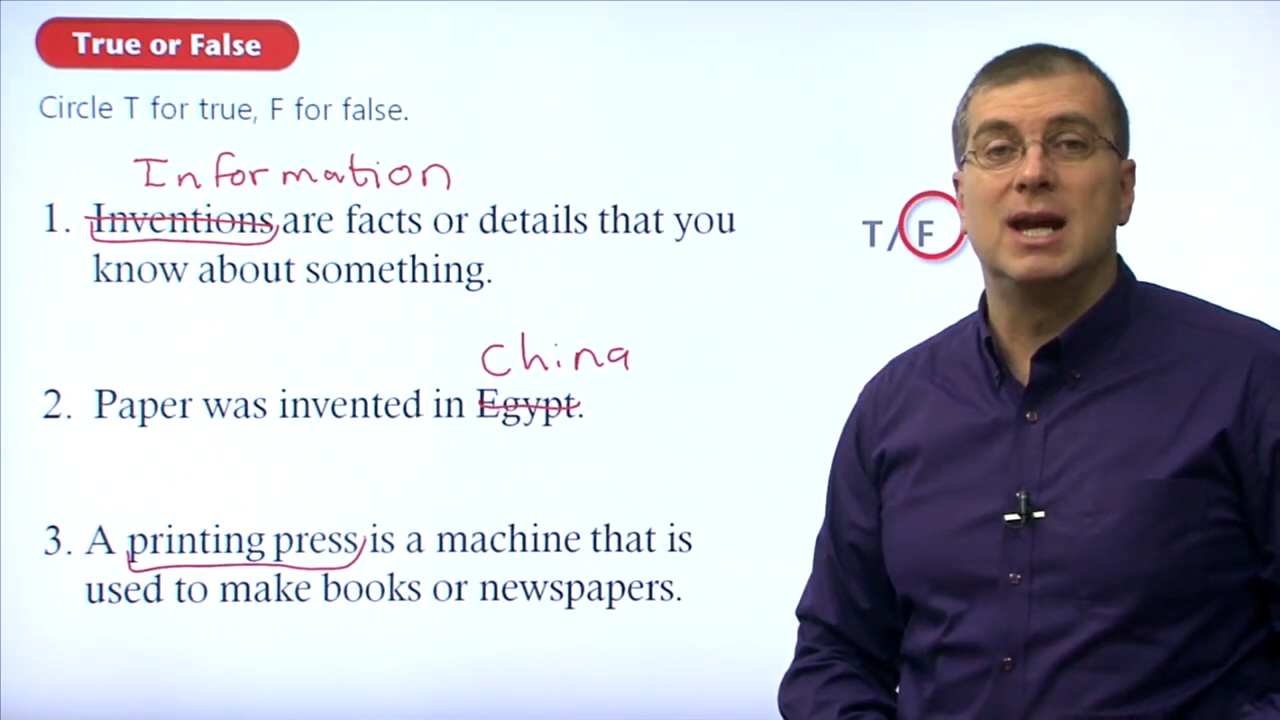 True or False
Circle T for true, F for false.
Information
1. Inventions are facts or details that you
T / F
know about something.
China
2. Paper was invented in Egypt.
3. A printing press is a machine that is
used to make books or newspapers.